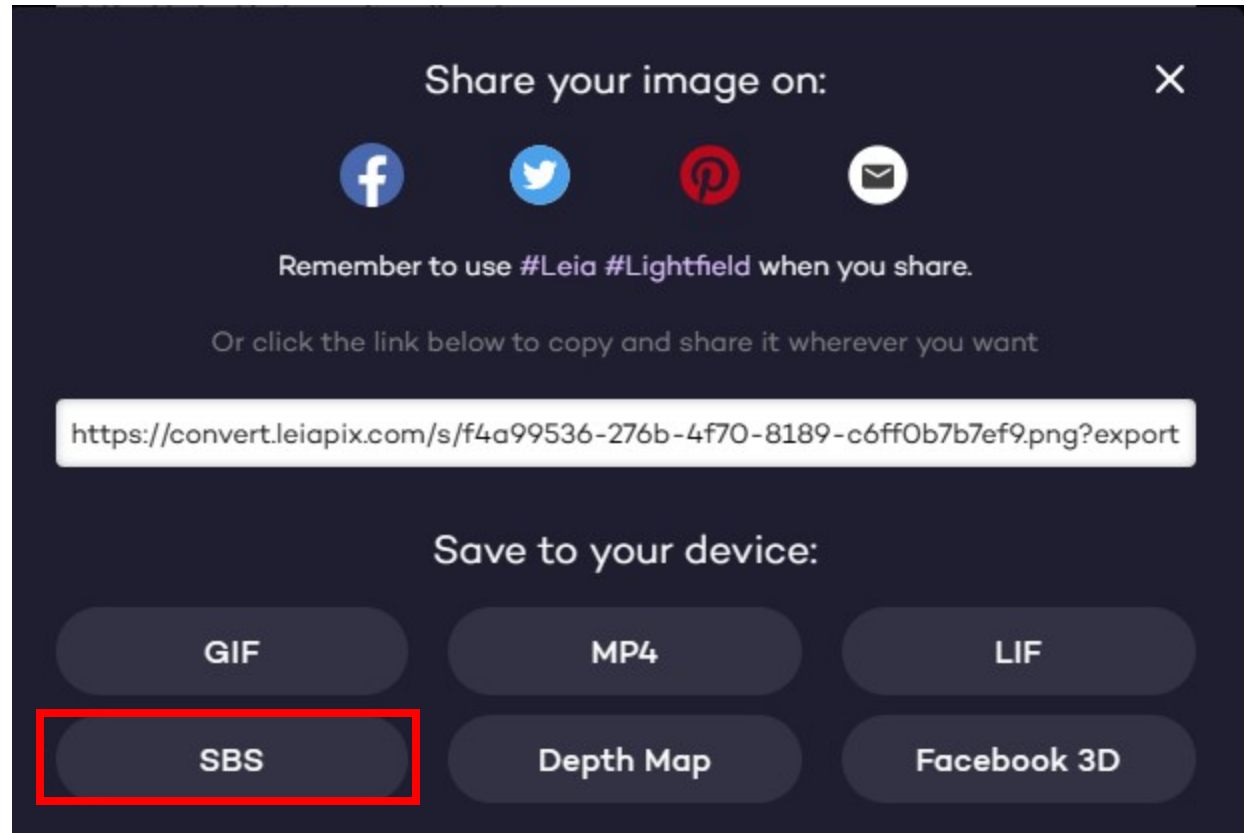 Share your image on:
Remember to use #Leia #Lightfield when you share.
Or click the link below to copy and share it wherever you want
https://convert.leiapix.com/s/f4a99536-276b-4f70-8189-c6ff0b7b7ef9.png?export
Save to your device:
GIF MP4 LIF
SBS Depth Map Facebook 3D